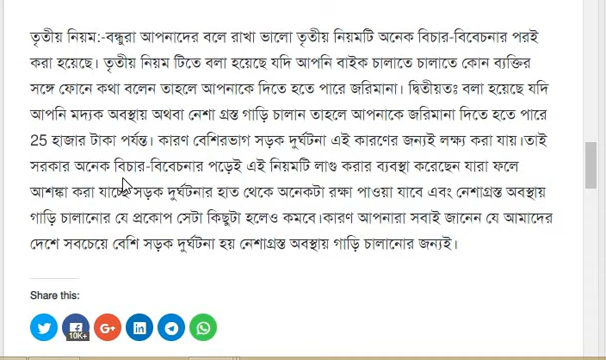 তৃতীয় নিয়ম:-বন্ধুরা আপনাদের বলে রাখা ভালো তৃতীয় নিয়মটি অনেক বিচার-বিবেচনার পরই
করা হয়েছে। তৃতীয় নিয়ম টিতে বলা হয়েছে যদি আপনি বাইক চালাতে চালাতে কোন ব্যক্তির
সঙ্গে ফোনে কথা বলেন তাহলে আপনাকে দিতে হতে পারে জরিমানা। দ্বিতীয়তঃ বলা হয়েছে যদি
আপনি মদ্যক অবস্থায় অথবা নেশা গ্রস্ত গাড়ি চালান তাহলে আপনাকে জরিমানা দিতে হতে পারে
25 হাজার টাকা পর্যন্ত। কারণ বেশিরভাগ সড়ক দুর্ঘটনা এই কারণের জন্যই লক্ষ্য করা যায়।তাই
সরকার অনেক বিচার-বিবেচনার পড়েই এই নিয়মটি লাগু করার ব্যবস্থা করেছেন যারা ফলে
আশঙ্কা করা যাচ্ছে সড়ক দুর্ঘটনার হাত থেকে অনেকটা রক্ষা পাওয়া যাবে এবং নেশাগ্রস্ত অবস্থায়
গাড়ি চালানোর যে প্রকোপ সেটা কিছুটা হলেও কমবে।কারণ আপনারা সবাই জানেন যে আমাদের
দেশে সবচেয়ে বেশি সড়ক দুর্ঘটনা হয় নেশাগ্রস্ত অবস্থায় গাড়ি চালানোর জন্যই।
Share this:
10K+